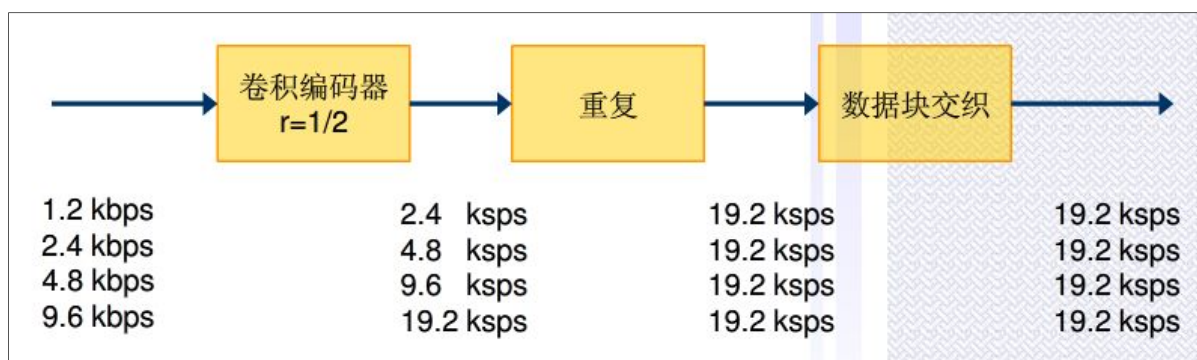 卷积编码器
r=1/2
重复
数据块交织
1.2 kbps
2.4 kbps
4.8 kbps
9.6 kbps
2.4 ksps
4.8 ksps
9.6 ksps
19.2 ksps
19.2 ksps
19.2 ksps
19.2 ksps
19.2 ksps
19.2 ksps
19.2 ksps
19.2 ksps
19.2 ksps